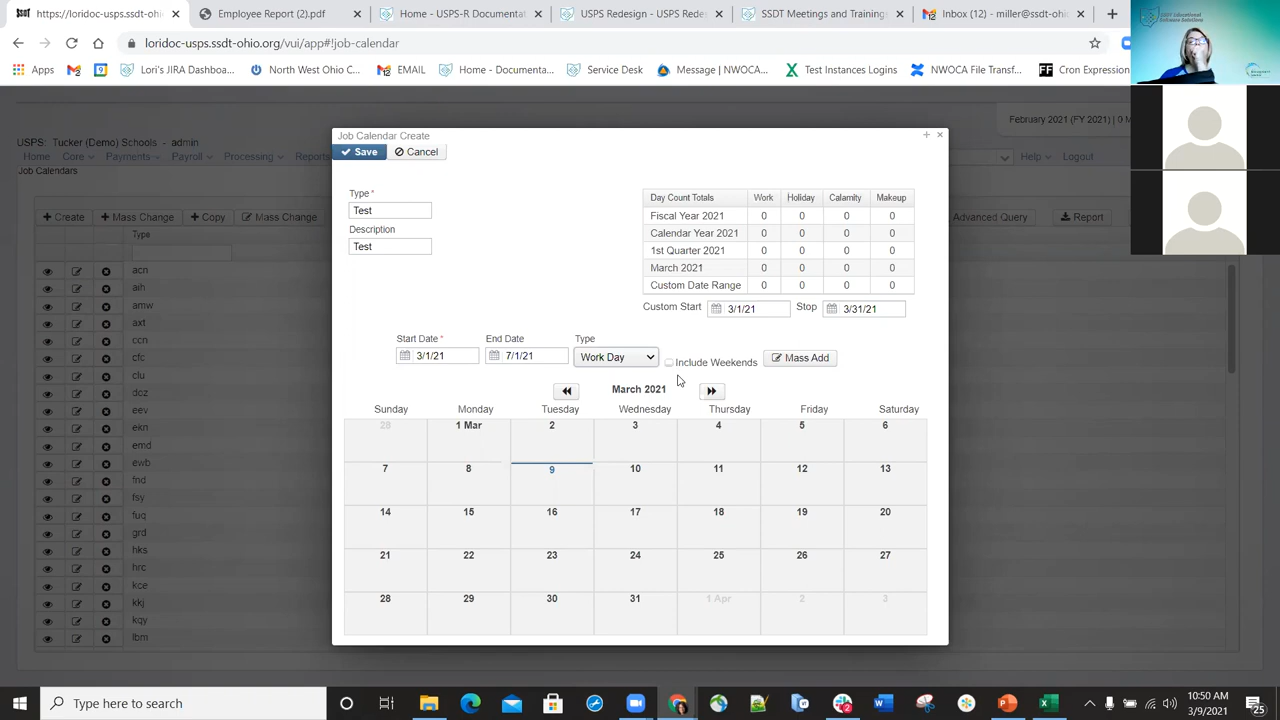 https://loridoc-usps.ssdt-ohio.o
Employee Report (2).pdf
Home - USPS-Documentat
USPS Redesign - USPS Rede
SSDT Meetings and Trainings
Inbox (12) - miller@ssdt-ohio
loridoc-usps.ssdt-ohio.org/vui/app#!job-calendar
Apps
Lori's JIRA Dashboa...
North West Ohio C...
EMAIL
Home - Documenta...
Service Desk
Message | NWOCA...
Test Instances Logins
NWOCA File Transf...
Cron Expression
SSDT Educational
Software Solutions
USPS: Tucker (Demo) Schools - admin
February 2021 (FY 2021) | 0 M
Home Core Payments Payroll Processing Reports
Help Logout
Job Calendars
Create
Mass Change
Copy
Mass Change
Advanced Query
Report
Type
acn
aih
amw
axt
ccn
cfc
clu
doz
eev
ekn
emd
ewb
fnd
fsy
fuq
grd
hks
hrc
kce
kkj
kqy
lbm
Job Calendar Create
Save
Cancel
Type *
Test
Description
Test
Day Count Totals Work Holiday Calamity Makeup
Fiscal Year 2021 0 0 0 0
Calendar Year 2021 0 0 0 0
1st Quarter 2021 0 0 0 0
March 2021 0 0 0 0
Custom Date Range 0 0 0 0
Custom Start 3/1/21 Stop 3/31/21
Start Date * End Date Type
3/1/21 7/1/21 Work Day Include Weekends Mass Add
March 2021
Sunday Monday Tuesday Wednesday Thursday Friday Saturday
28 1 Mar 2 3 4 5 6
7 8 9 10 11 12 13
14 15 16 17 18 19 20
21 22 23 24 25 26 27
28 29 30 31 1 Apr 2 3
Type here to search
10:50 AM
3/9/2021
25